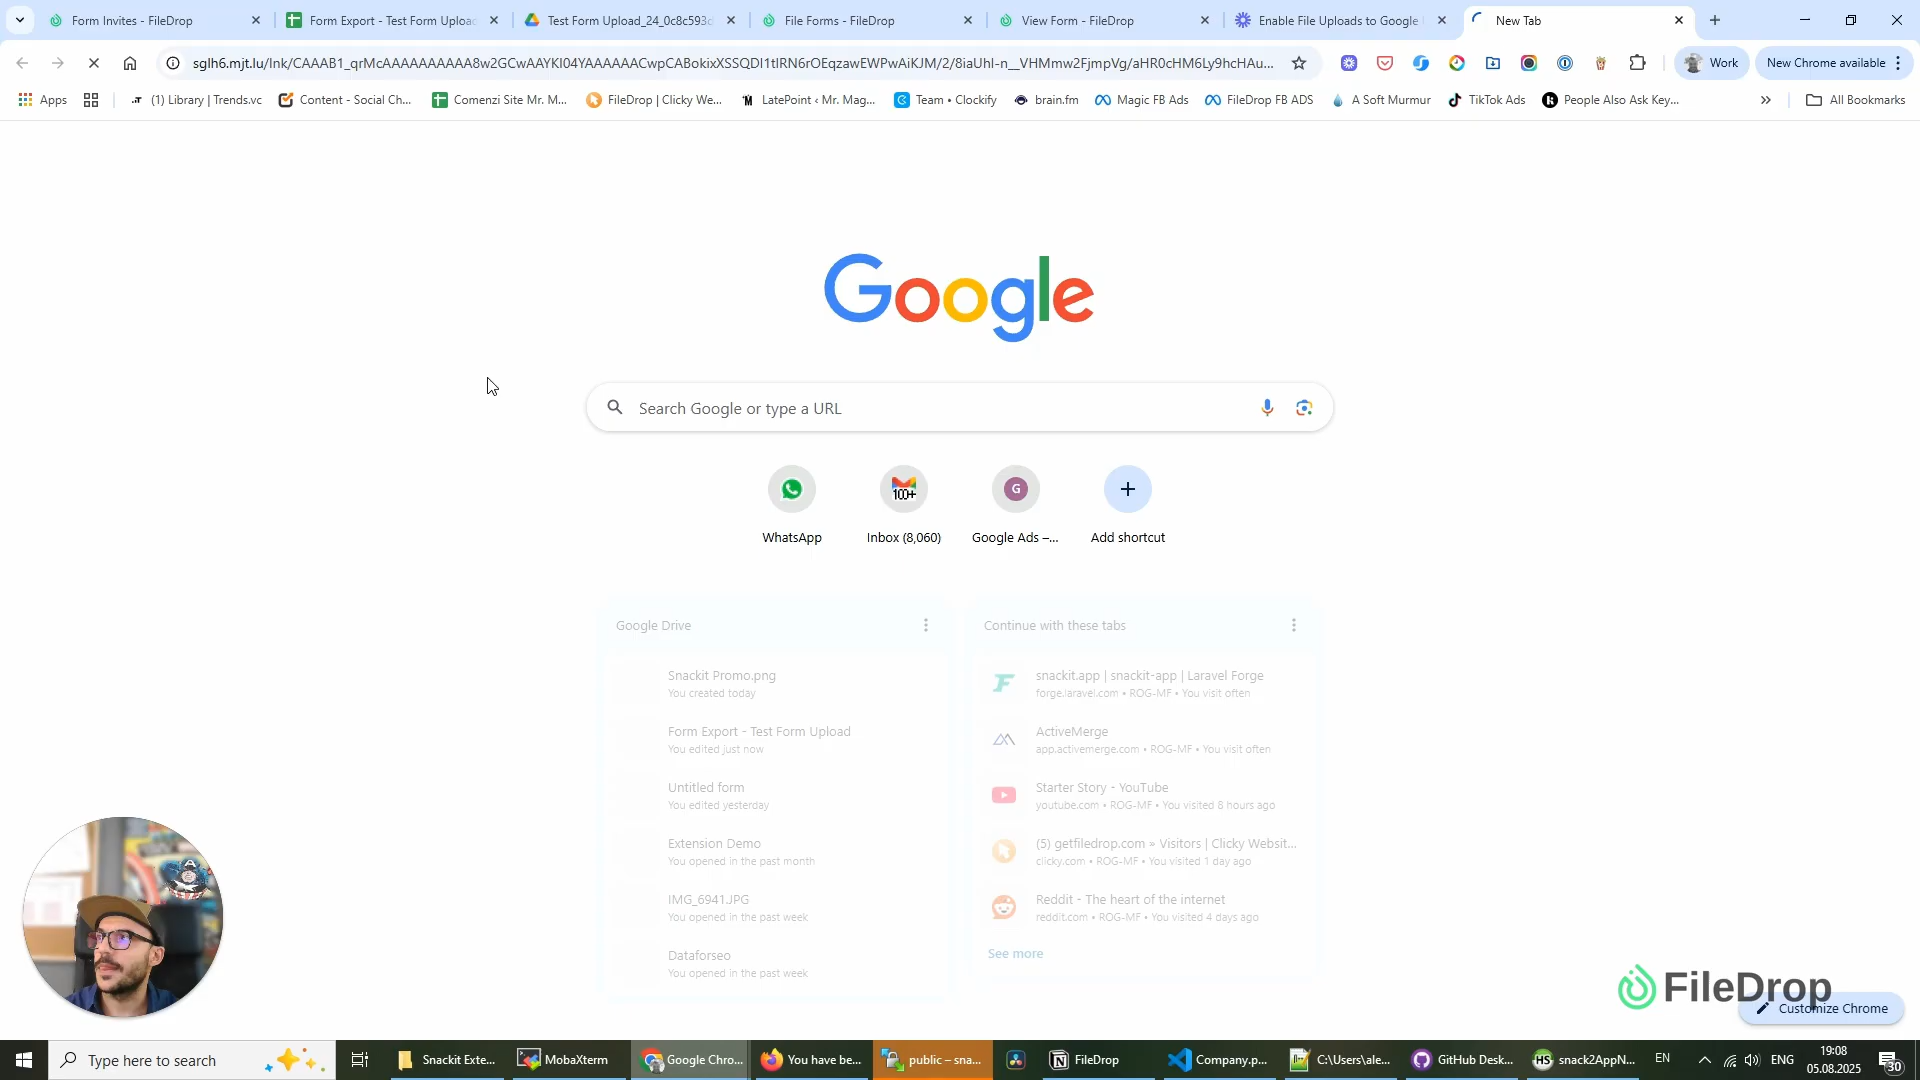 Form Invites - FileDrop
Form Export - Test Form Upload
Test Form Upload_24_0c8c593c
File Forms - FileDrop
View Form - FileDrop
Enable File Uploads to Google
New Tab
sglh6.mjt.lu/lnk/CAAAB1_qrMcAAAAAAAAAA8w2GCwAAYKI04YAAAAAACwpCABokixXSSQDI1tIRN6rOEqzawEWPwAiKJM/2/8iaUhI-n__VHMmw2FjmpVg/aHR0cHM6Ly9hcHAu...
Work
New Chrome available
Apps
(1) Library | Trends.vc
Content - Social Ch...
Comenzi Site Mr. M...
FileDrop | Clicky We...
LatePoint ‹ Mr. Mag...
Team • Clockify
brain.fm
Magic FB Ads
FileDrop FB ADS
A Soft Murmur
TikTok Ads
People Also Ask Key...
All Bookmarks
Google
Search Google or type a URL
100+
G
WhatsApp
Inbox (8,060)
Google Ads –...
Add shortcut
Google Drive
Snackit Promo.png
You created today
Form Export - Test Form Upload
You edited just now
Untitled form
You edited yesterday
Extension Demo
You opened in the past month
IMG_6941.JPG
You opened in the past week
Dataforseo
You opened in the past week
Continue with these tabs
snackit.app | snackit-app | Laravel Forge
forge.laravel.com • ROG-MF • You visit often
ActiveMerge
app.activemerge.com • ROG-MF • You visit often
Starter Story - YouTube
youtube.com • ROG-MF • You visited 8 hours ago
(5) getfiledrop.com » Visitors | Clicky Websit...
clicky.com • ROG-MF • You visited 1 day ago
Reddit - The heart of the internet
reddit.com • ROG-MF • You visited 4 days ago
See more
FileDrop
Customize Chrome
Type here to search
Snackit Exte...
MobaXterm
Google Chro...
You have be...
public – sna...
FileDrop
Company.p...
C:\Users\ale...
GitHub Desk...
snack2AppN...
EN
ENG
19:08
05.08.2025
30